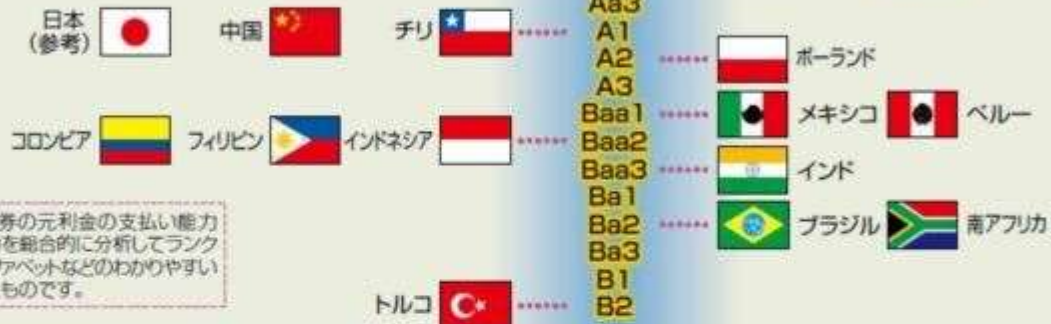 Aa3
日本
(参考)
中国
チリ
A1
A2
ポーランド
A3
Baa1
メキシコ
ペルー
コロンビア
フィリピン
インドネシア
Baa2
Baa3
インド
Ba1
Ba2
ブラジル
南アフリカ
Ba3
券の元利金の支払い能力
を総合的に分析してランク
ァベットなどのわかりやすい
ものです。
B1
トルコ
B2